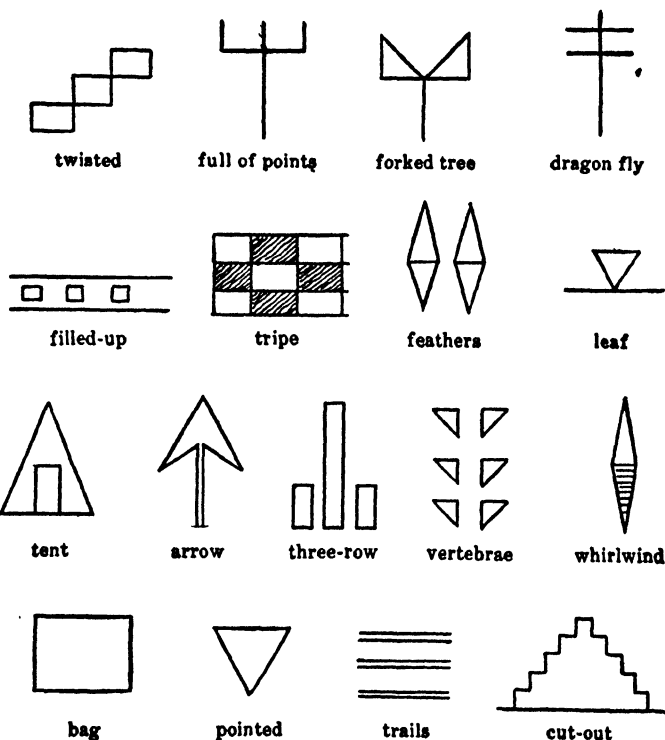 twisted full of points forked tree dragon fly
filled-up tripe feathers leaf
tent arrow three-row vertebrae whirlwind
bag pointed trails cut-out